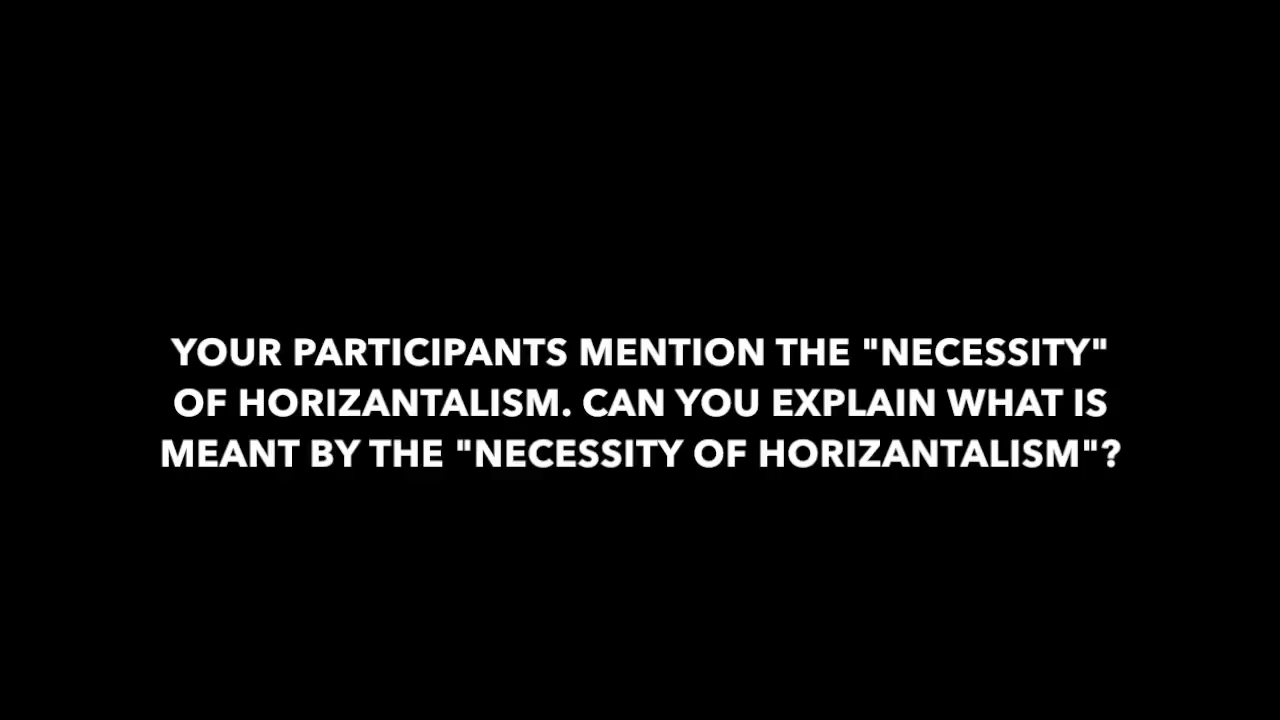 YOUR PARTICIPANTS MENTION THE "NECESSITY"
OF HORIZANTALISM. CAN YOU EXPLAIN WHAT IS
MEANT BY THE "NECESSITY OF HORIZANTALISM"?